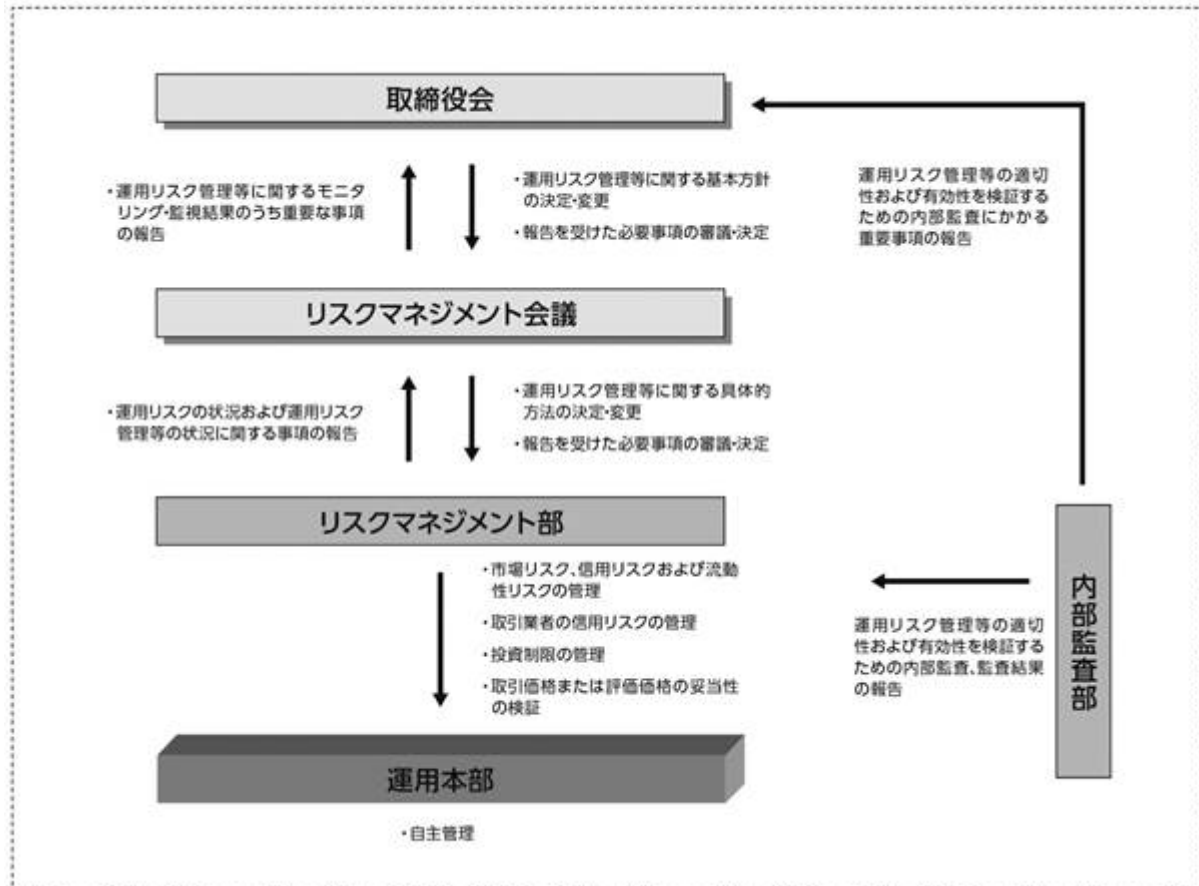 取締役会
・運用リスク管理等に関するモニタ
リング・監視結果のうち重要な事項
の報告
・運用リスク管理等に関する基本方針
の決定・変更
・報告を受けた必要事項の審議・決定
運用リスク管理等の適切
性および有効性を検証する
ための内部監査にかかる
重要事項の報告
リスクマネジメント会議
・運用リスクの状況および運用リスク
管理等の状況に関する事項の報告
・運用リスク管理等に関する具体的
方法の決定・変更
・報告を受けた必要事項の審議・決定
リスクマネジメント部
・市場リスク、信用リスクおよび流動
性リスクの管理
・取引業者の信用リスクの管理
・投資制限の管理
・取引価格または評価価格の妥当性
の検証
運用リスク管理等の適切
性および有効性を検証する
ための内部監査、監査結果
の報告
内部監査部
運用本部
・自主管理